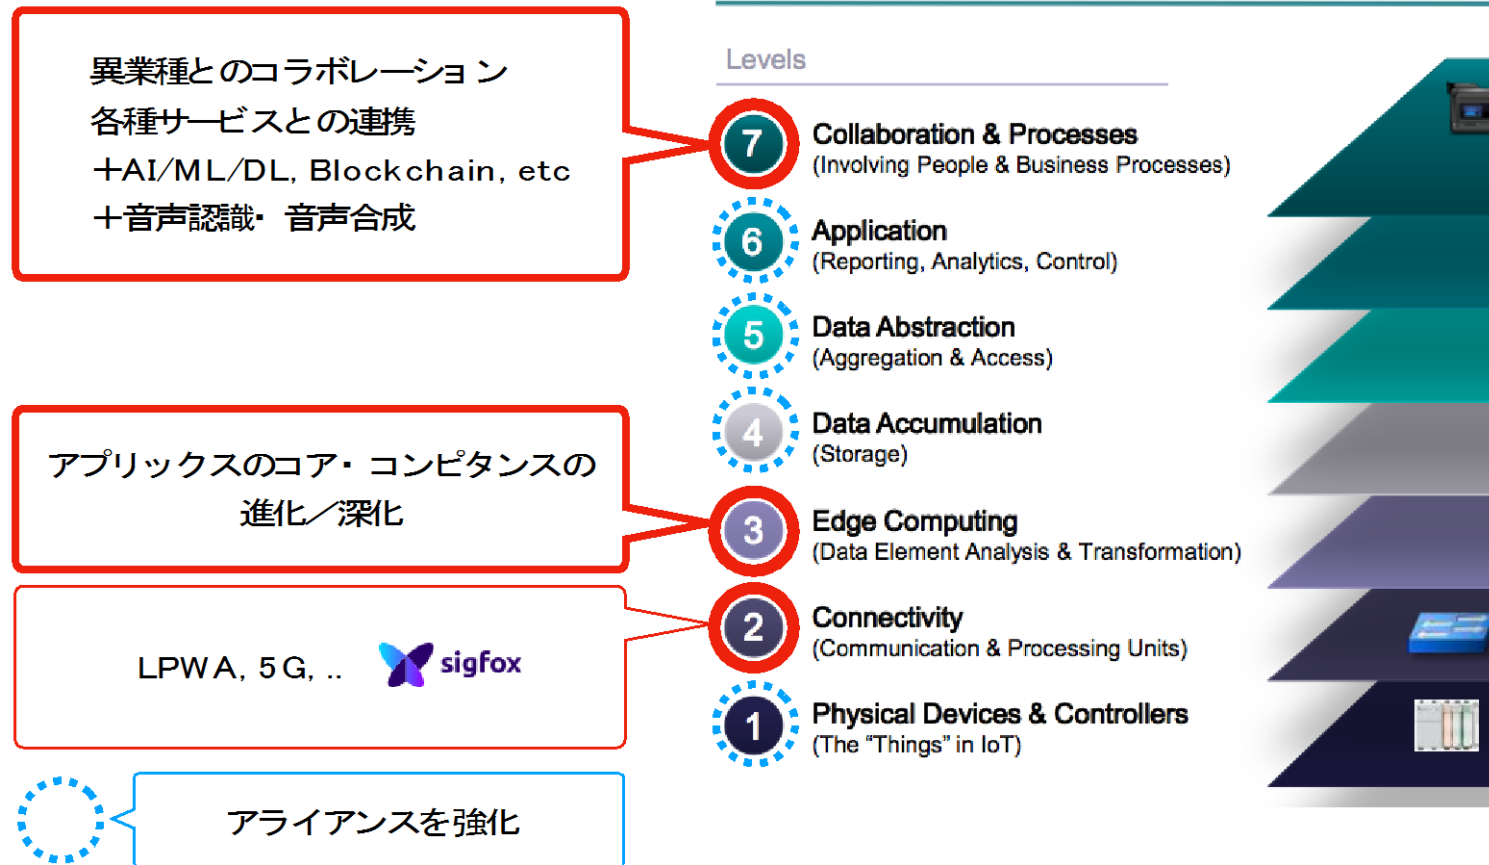 異業種とのコラボレーション
各種サービスとの連携
＋AI/ML/DL, Blockchain, etc
＋音声認識・音声合成
アプリックスのコア・コンピタンスの
進化／深化
LPWA, 5G, ..
sigfox
アライアンスを強化
Levels
7
Collaboration & Processes
(Involving People & Business Processes)
6
Application
(Reporting, Analytics, Control)
5
Data Abstraction
(Aggregation & Access)
4
Data Accumulation
(Storage)
3
Edge Computing
(Data Element Analysis & Transformation)
2
Connectivity
(Communication & Processing Units)
1
Physical Devices & Controllers
(The “Things” in IoT)